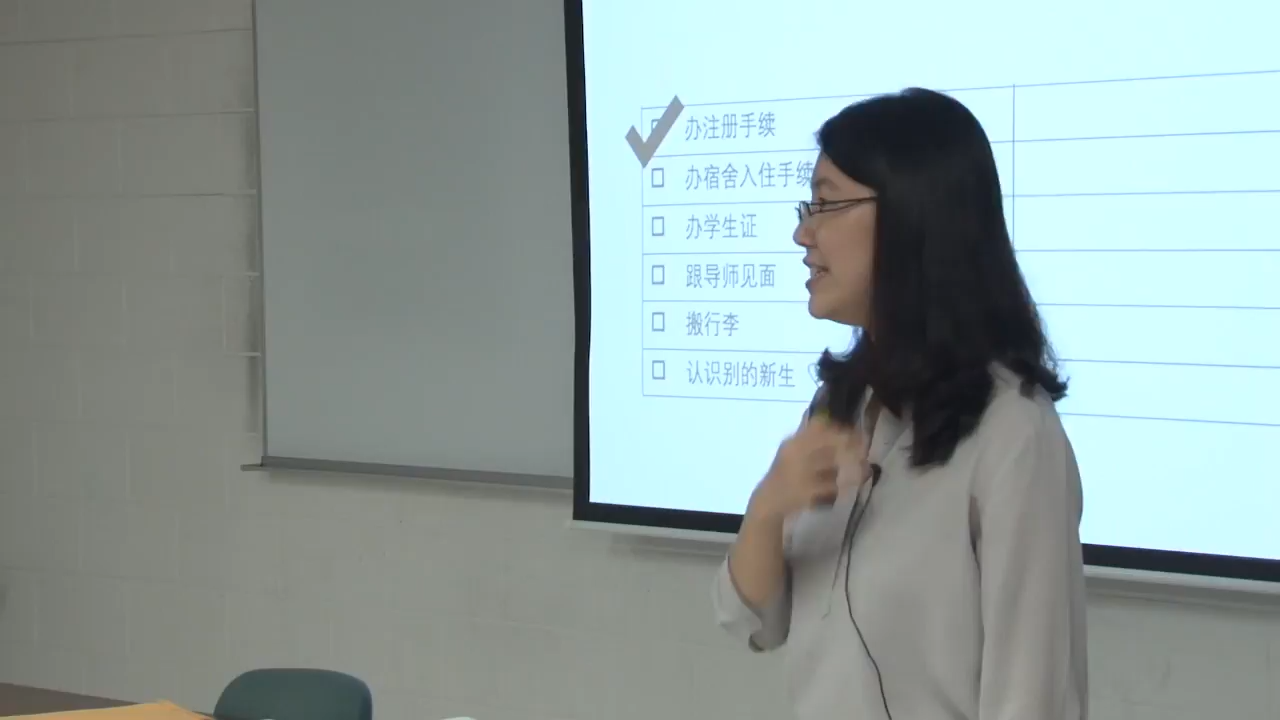 办注册手续
办宿舍入住手续
办学生证
跟导师见面
搬行李
认识别的新生